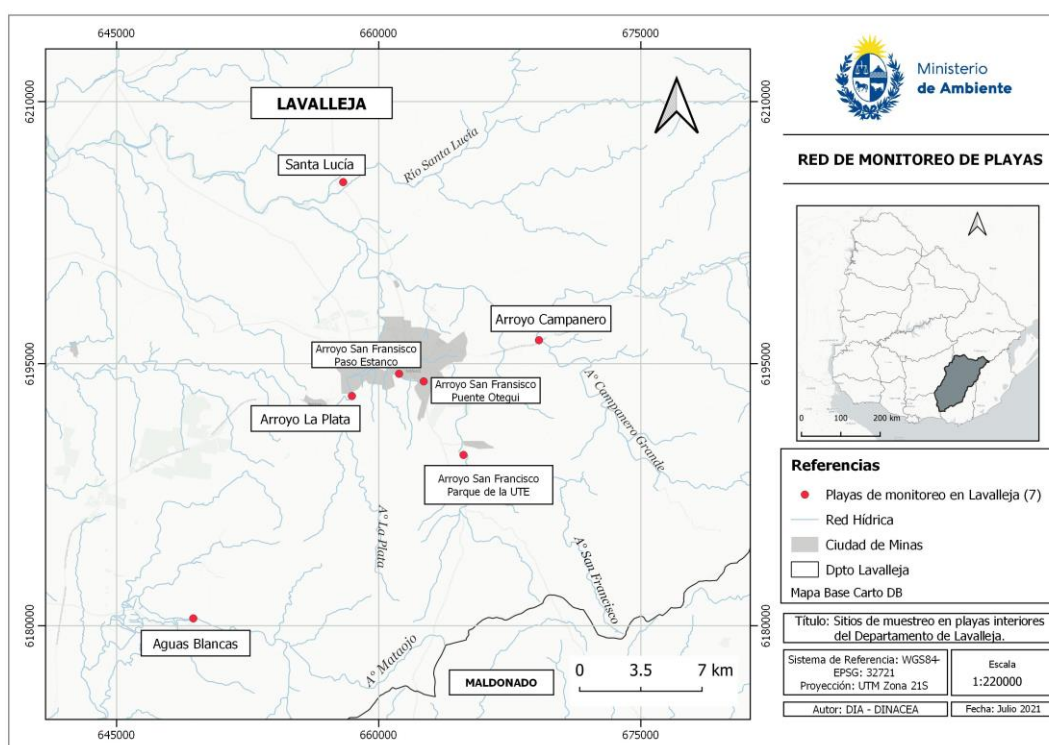 645000
660000
675000
6210000
6210000
LAVALLEJA
Santa Lucía
Río Santa Lucía
Arroyo Campanero
Arroyo San Fransisco
Paso Estanco
6195000
6195000
Arroyo San Fransisco
Puente Otegui
Arroyo La Plata
A° Campanero Grande
Arroyo San Francisco
Parque de la UTE
A° La Plata
A° San Francisco
6180000
6180000
Aguas Blancas
A° Mataojo
MALDONADO
0 3.5 7 km
645000
660000
675000
Ministerio
de Ambiente
RED DE MONITOREO DE PLAYAS
0 100 200 km
Referencias
Playas de monitoreo en Lavalleja (7)
Red Hídrica
Ciudad de Minas
Dpto Lavalleja
Mapa Base Carto DB
Título: Sitios de muestreo en playas interiores
del Departamento de Lavalleja.
Sistema de Referencia: WGS84-
EPSG: 32721
Proyección: UTM Zona 21S
Escala
1:220000
Autor: DIA - DINACEA
Fecha: Julio 2021